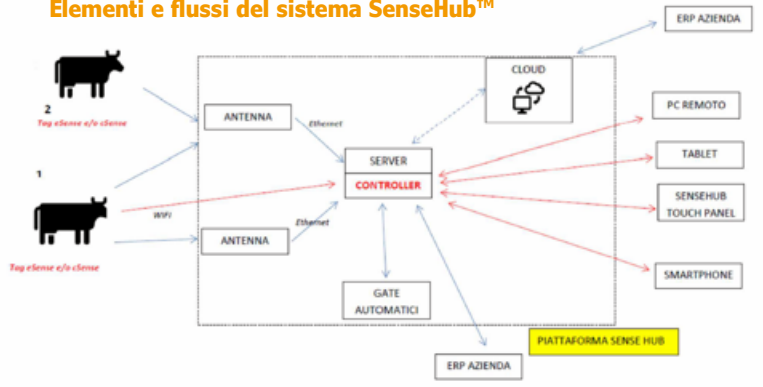 Elementi e flussi del sistema SenseHub™
ERP AZIENDA
CLOUD
2
Tag eSense e/o cSense
ANTENNA
Ethernet
PC REMOTO
SERVER
CONTROLLER
TABLET
1
SENSEHUB
TOUCH PANEL
WIFI
Ethernet
ANTENNA
Tag eSense e/o cSense
SMARTPHONE
GATE
AUTOMATICI
PIATTAFORMA SENSE HUB
ERP AZIENDA